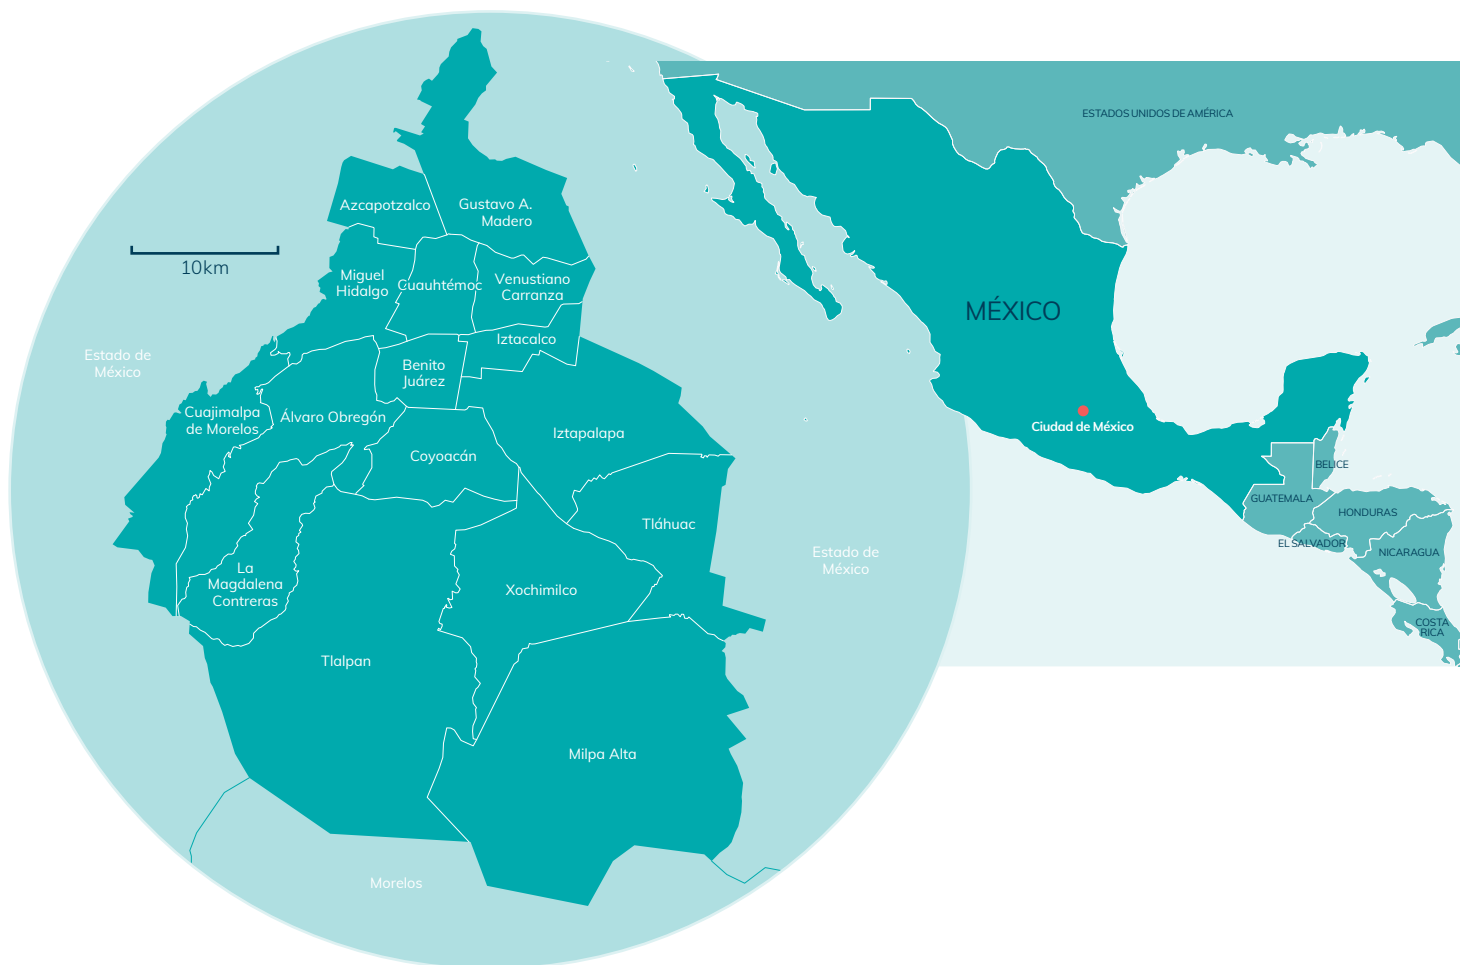 Azcapotzalco
Gustavo A.
Madero
10km
Miguel
Hidalgo
Cuauhtémoc
Venustiano
Carranza
Iztacalco
Estado de
México
Benito
Juárez
Cuajimalpa
de Morelos
Álvaro Obregón
Iztapalapa
Coyoacán
Tláhuac
La
Magdalena
Contreras
Xochimilco
Estado de
México
Tlalpan
Milpa Alta
Morelos
ESTADOS UNIDOS DE AMÉRICA
MÉXICO
Ciudad de México
BELICE
GUATEMALA
HONDURAS
EL SALVADOR
NICARAGUA
COSTA
RICA